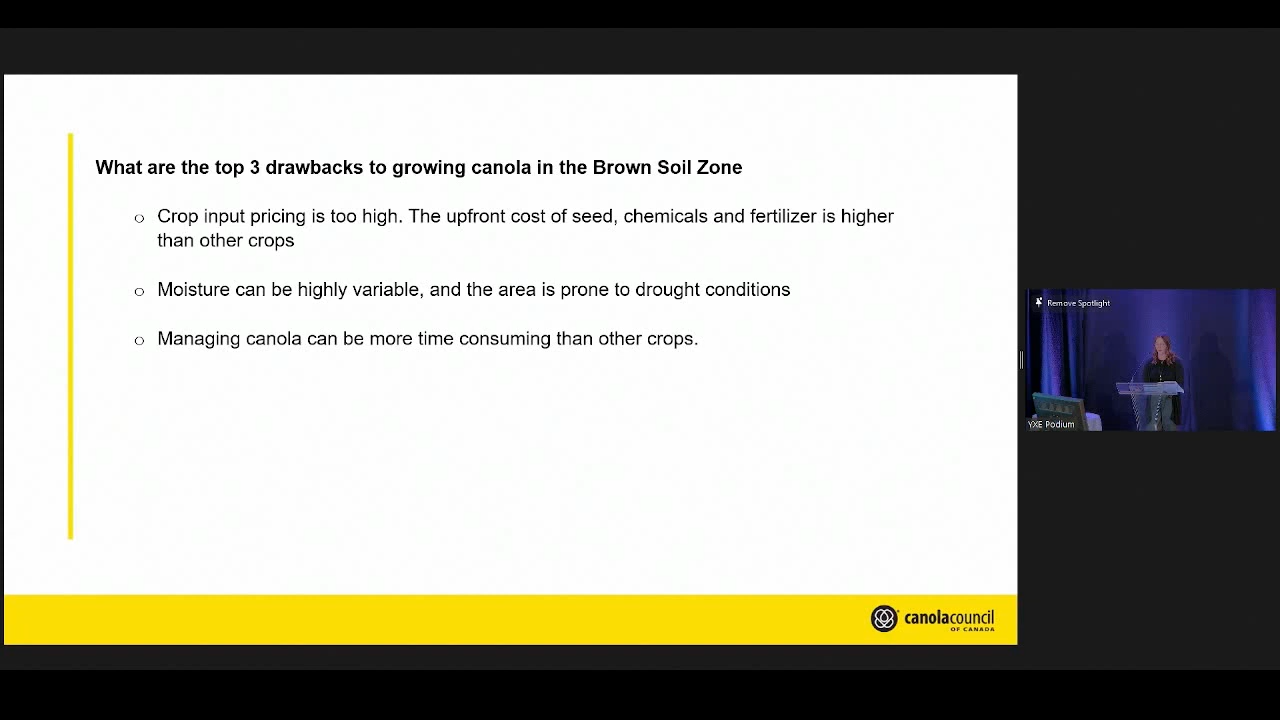 What are the top 3 drawbacks to growing canola in the Brown Soil Zone
o Crop input pricing is too high. The upfront cost of seed, chemicals and fertilizer is higher
than other crops
o Moisture can be highly variable, and the area is prone to drought conditions
o Managing canola can be more time consuming than other crops.
Remove Spotlight
YXE Podium
canolacouncil
OF CANADA